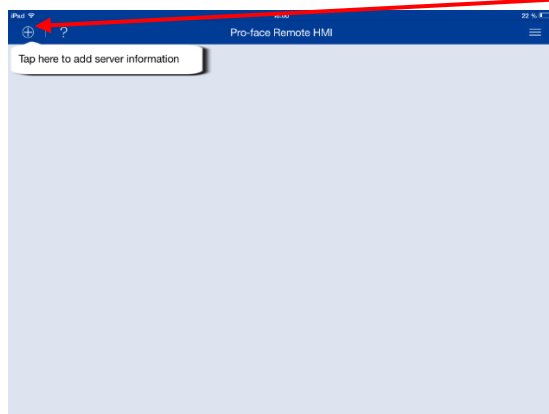 iPad
22 %
?
Pro-face Remote HMI
Tap here to add server information